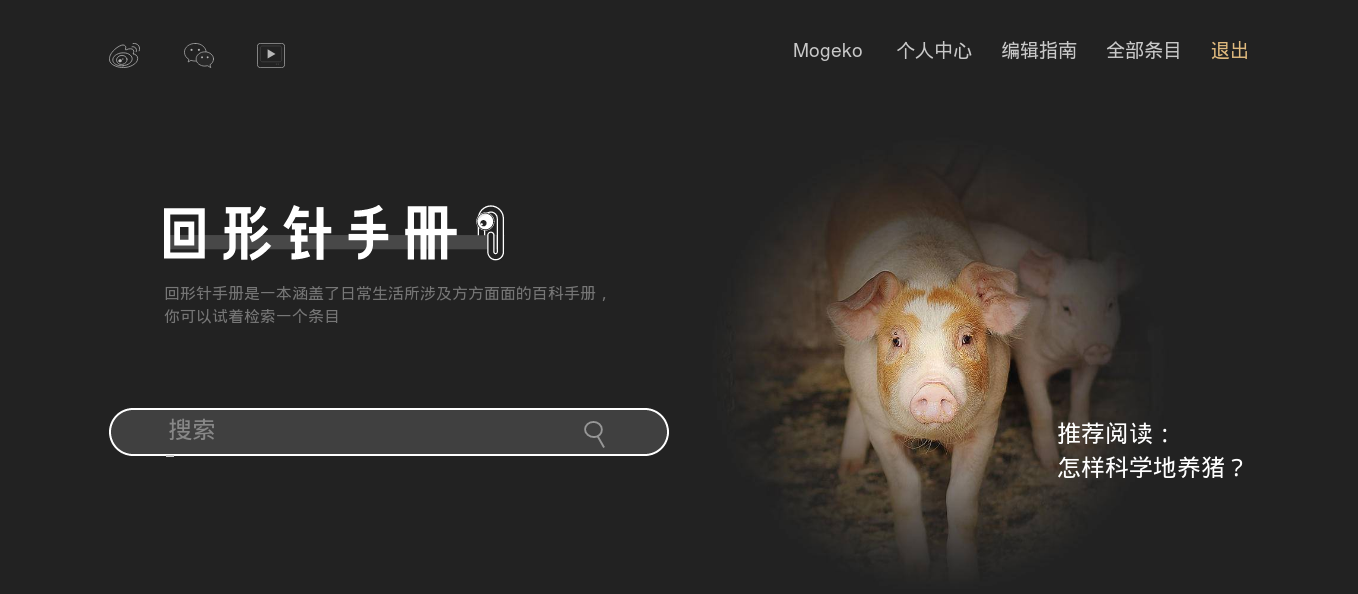 Mogeko 个人中心 编辑指南 全部条目 退出
回形针手册
回形针手册是一本涵盖了日常生活所涉及方方面面的百科手册，
你可以试着检索一个条目
搜索
推荐阅读：
怎样科学地养猪？